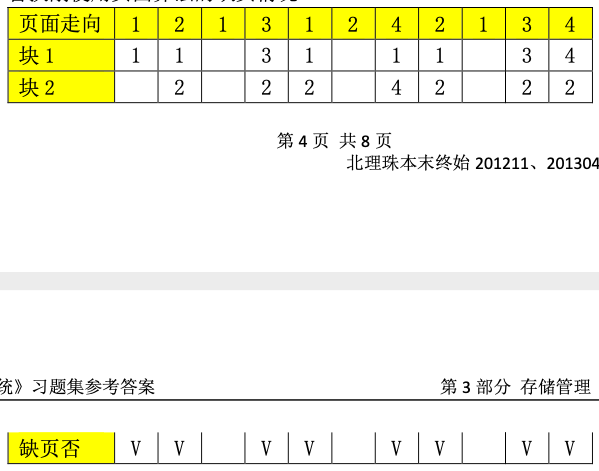 页面走向 1 2 1 3 1 2 4 2 1 3 4
块 1 1 1 3 1 1 1 3 4
块 2 2 2 2 4 2 2 2
第 4 页 共 8 页
北理珠本末终始 201211、201304
统》习题集参考答案 第 3 部分 存储管理
缺页否 V V V V V V V V